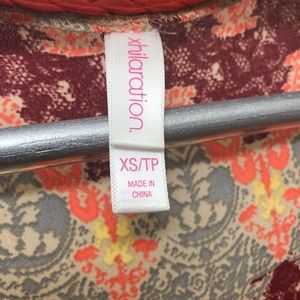 xhilaration.
XS/TP
MADE IN
CHINA